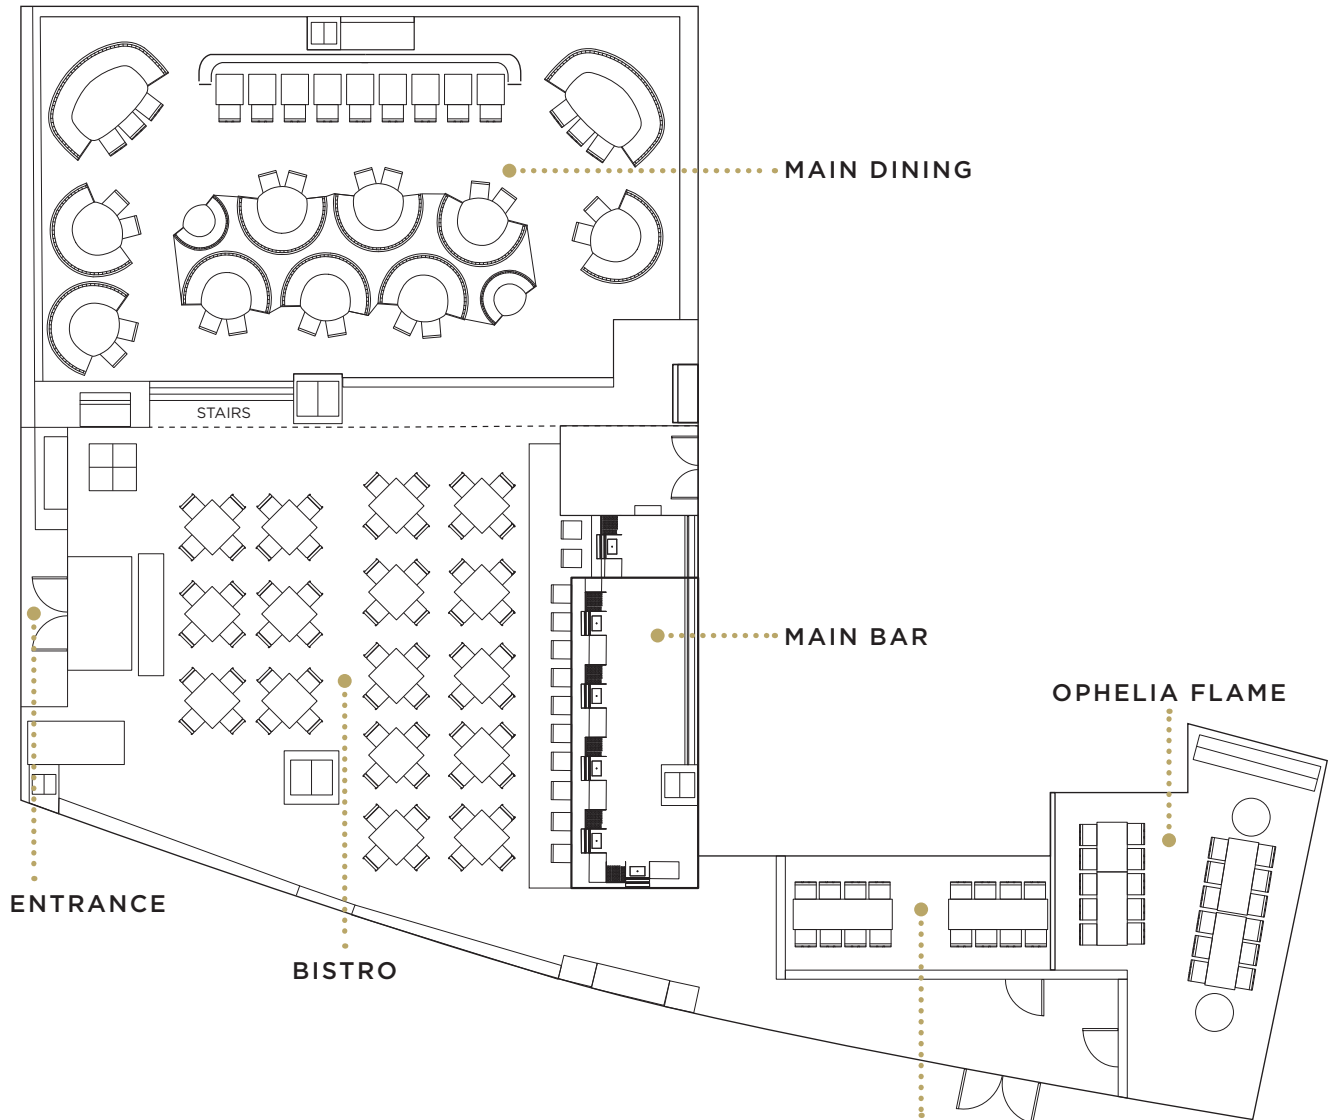 MAIN DINING
STAIRS
MAIN BAR
OPHELIA FLAME
ENTRANCE
BISTRO